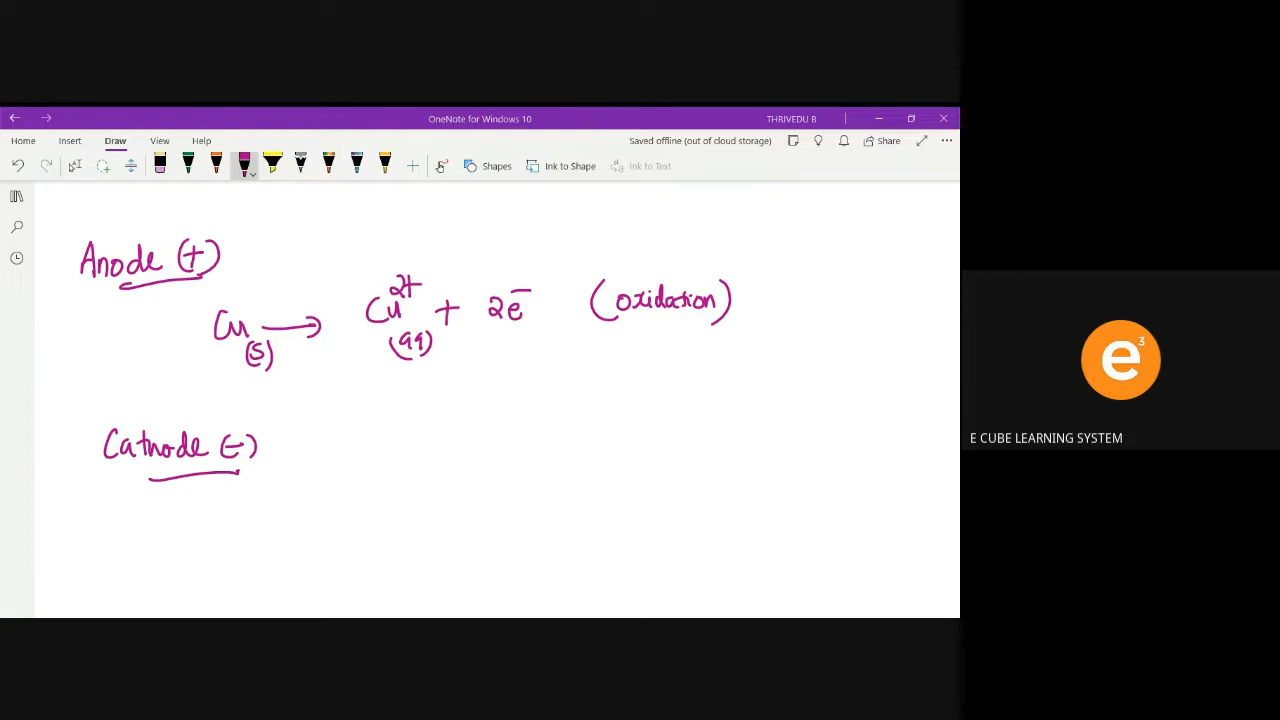 OneNote for Windows 10
THRIVEDU B
Home Insert Draw View Help
Saved offline (out of cloud storage)
Share
Shapes
Ink to Shape
Ink to Text
Anode (+)
Cu(s) ⟶ Cu²⁺(aq) + 2e⁻ (oxidation)
Cathode (−)
e³
E CUBE LEARNING SYSTEM